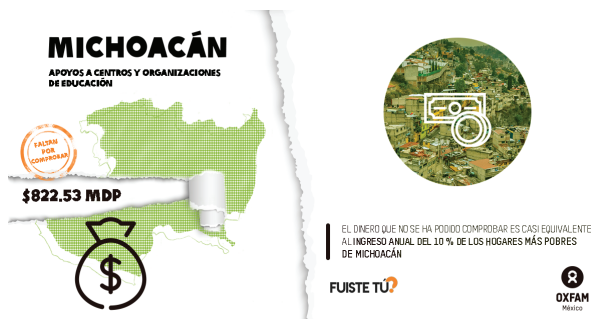 MICHOACÁN
APOYOS A CENTROS Y ORGANIZACIONES
DE EDUCACIÓN
FALTAN
POR
COMPROBAR
$822.53 MDP
$
EL DINERO QUE NO SE HA PODIDO COMPROBAR ES CASI EQUIVALENTE
AL INGRESO ANUAL DEL 10 % DE LOS HOGARES MÁS POBRES
DE MICHOACÁN
FUISTE TÚ?
OXFAM
México